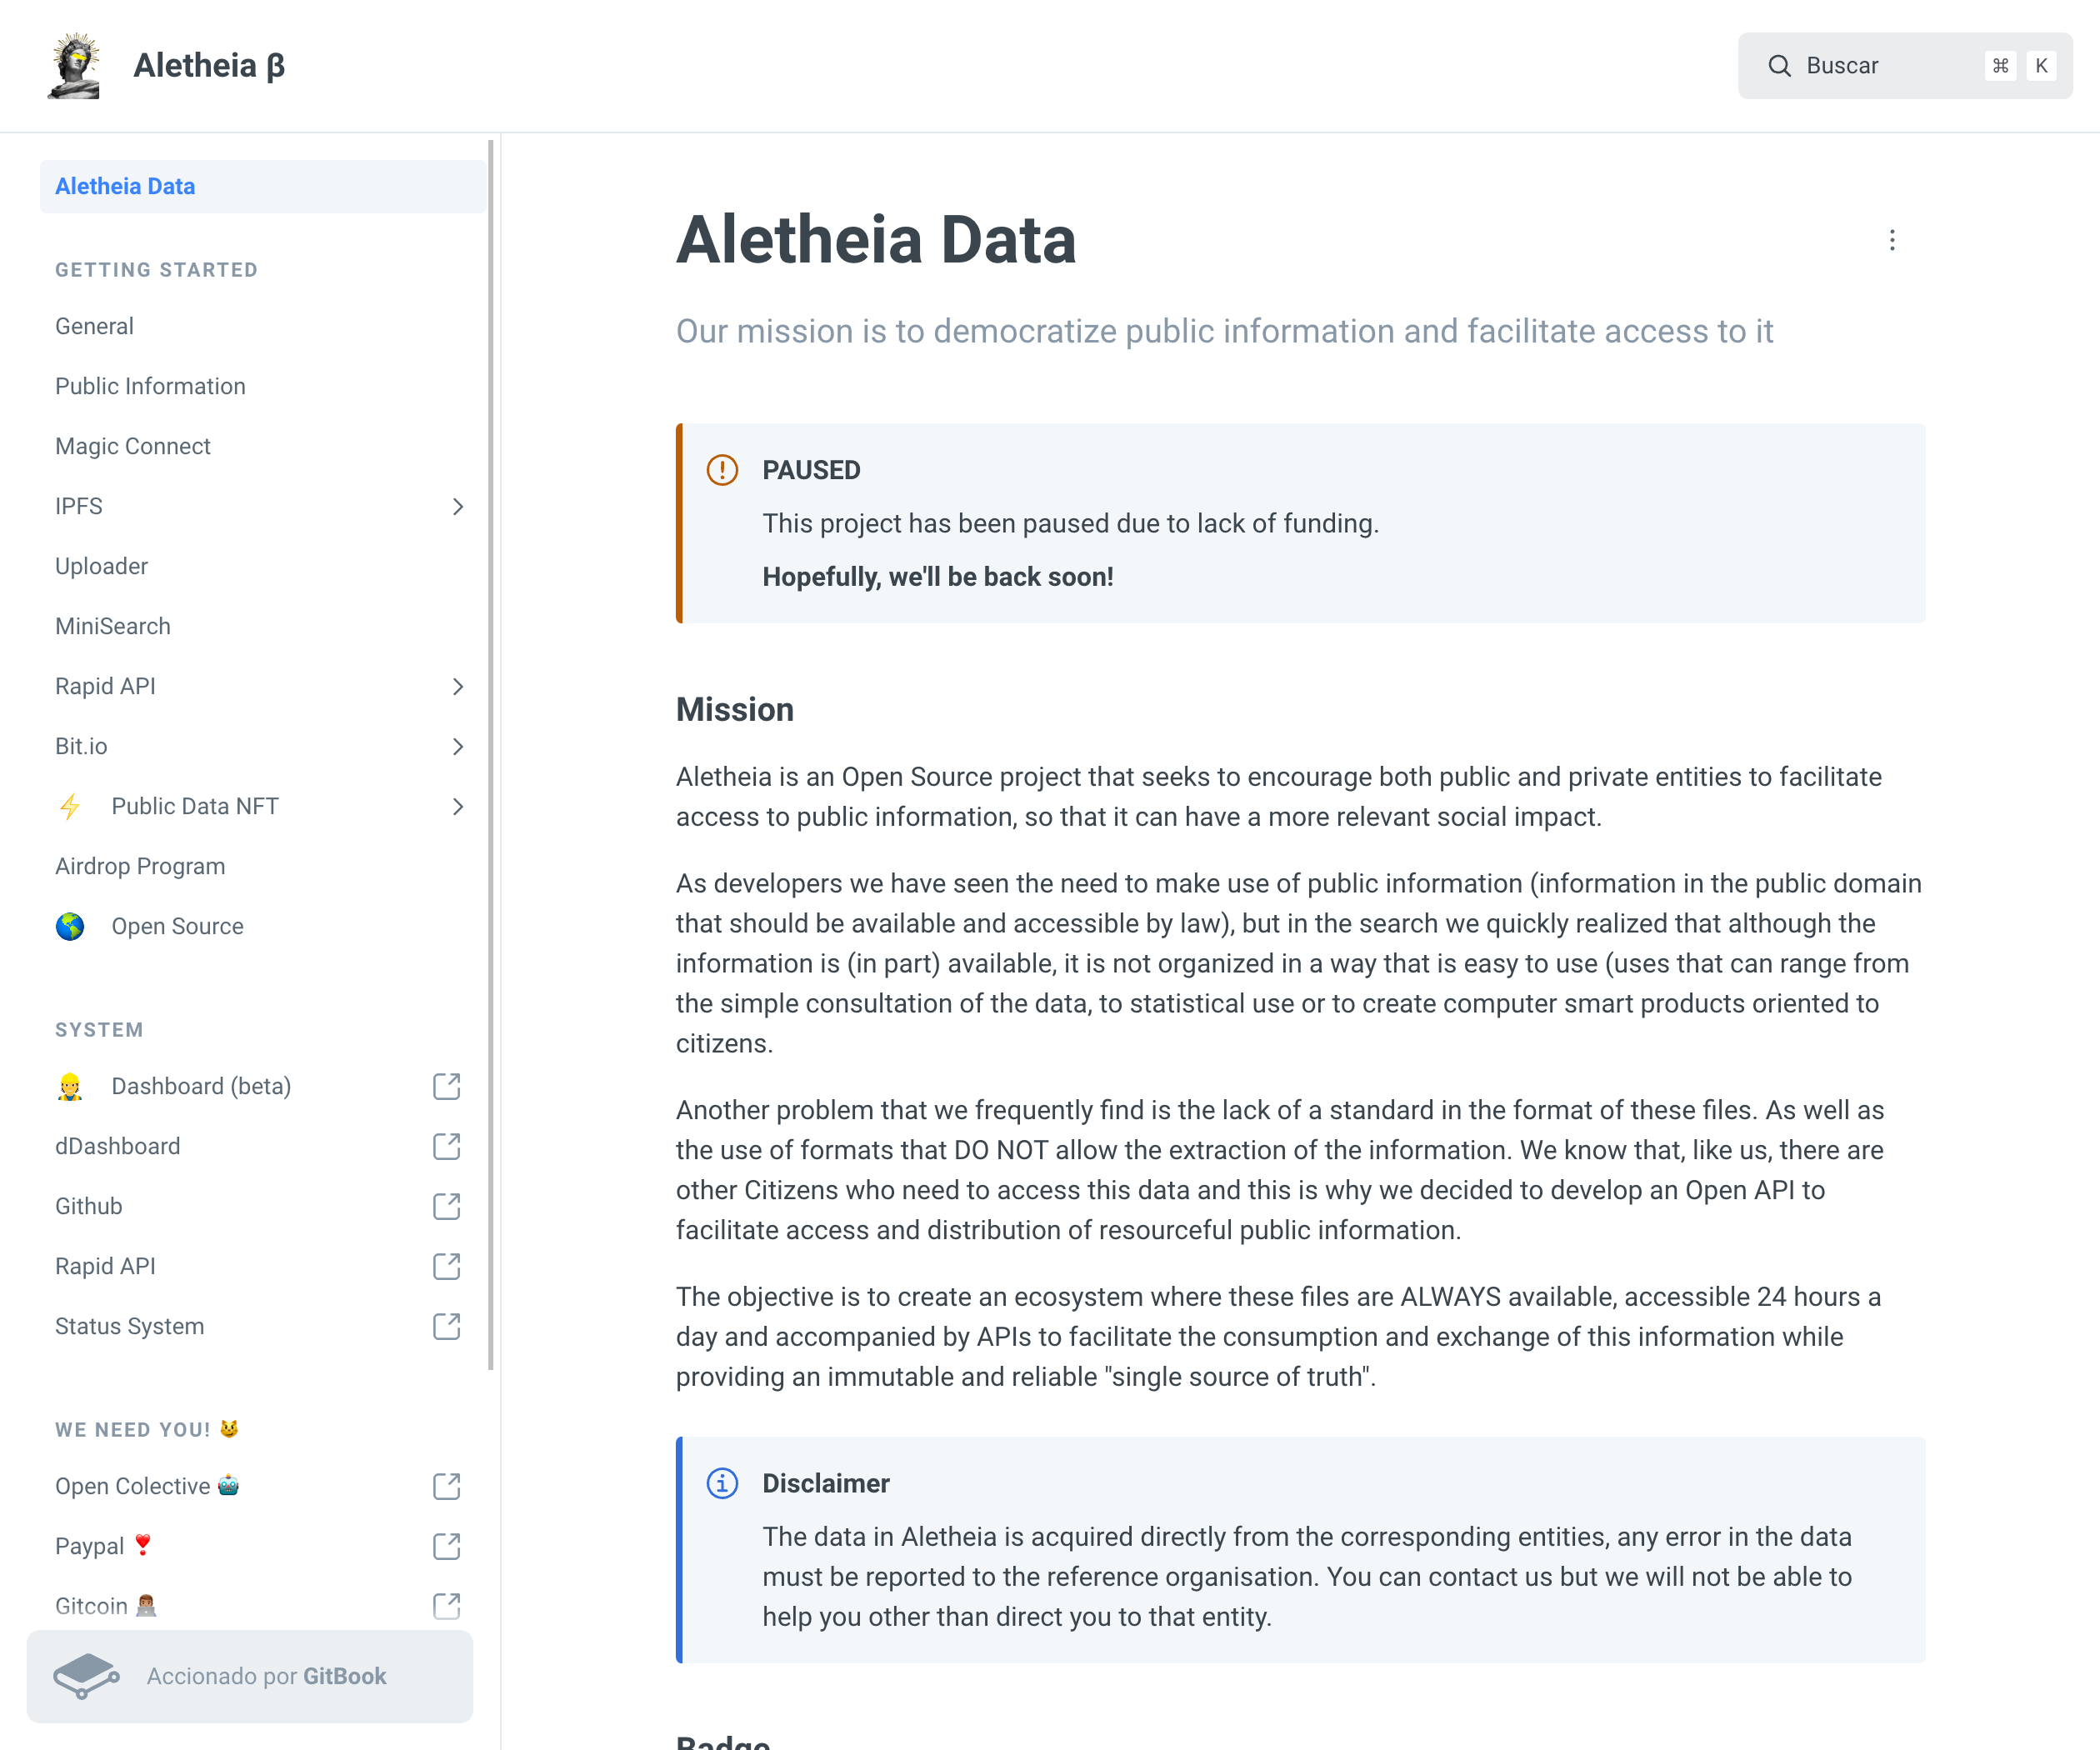 Aletheia β
Buscar
⌘ K
Aletheia Data
GETTING STARTED
General
Public Information
Magic Connect
IPFS
Uploader
MiniSearch
Rapid API
Bit.io
Public Data NFT
Airdrop Program
Open Source
SYSTEM
Dashboard (beta)
dDashboard
Github
Rapid API
Status System
WE NEED YOU! 😼
Open Colective 🤖
Paypal ❣️
Gitcoin 👨🏽‍💻
Accionado por GitBook
Aletheia Data
Our mission is to democratize public information and facilitate access to it
PAUSED
This project has been paused due to lack of funding.
Hopefully, we'll be back soon!
Mission
Aletheia is an Open Source project that seeks to encourage both public and private entities to facilitate
access to public information, so that it can have a more relevant social impact.
As developers we have seen the need to make use of public information (information in the public domain
that should be available and accessible by law), but in the search we quickly realized that although the
information is (in part) available, it is not organized in a way that is easy to use (uses that can range from
the simple consultation of the data, to statistical use or to create computer smart products oriented to
citizens.
Another problem that we frequently find is the lack of a standard in the format of these files. As well as
the use of formats that DO NOT allow the extraction of the information. We know that, like us, there are
other Citizens who need to access this data and this is why we decided to develop an Open API to
facilitate access and distribution of resourceful public information.
The objective is to create an ecosystem where these files are ALWAYS available, accessible 24 hours a
day and accompanied by APIs to facilitate the consumption and exchange of this information while
providing an immutable and reliable "single source of truth".
Disclaimer
The data in Aletheia is acquired directly from the corresponding entities, any error in the data
must be reported to the reference organisation. You can contact us but we will not be able to
help you other than direct you to that entity.
Badge